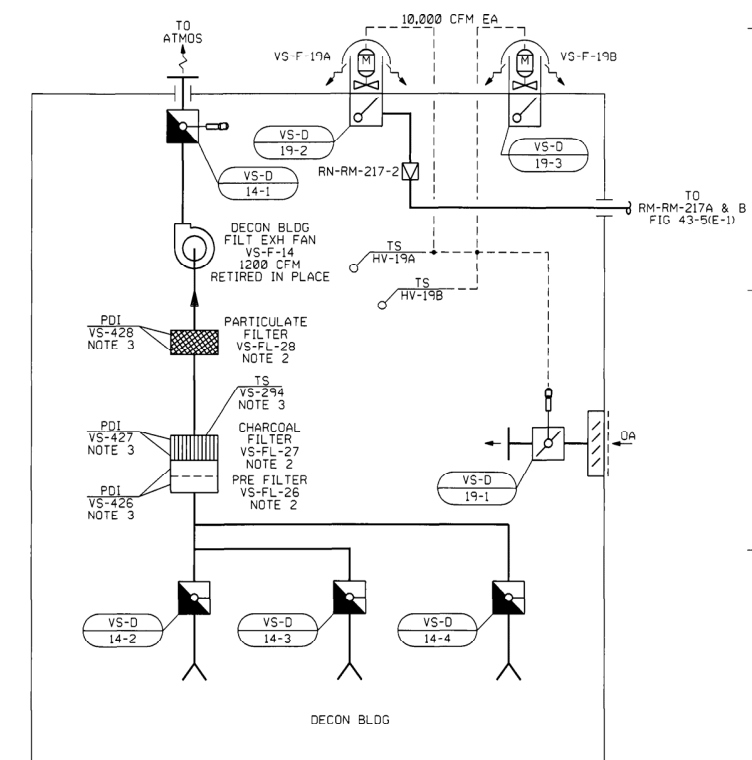 10,000 CFM EA
TO
ATMOS
VS-F-19A
VS-F-19B
M
M
VS-D
19-2
VS-D
19-3
VS-D
14-1
RN-RM-217-2
TO
RM-RM-217A & B
FIG 43-5(E-1)
DECON BLDG
FILT EXH FAN
VS-F-14
1200 CFM
RETIRED IN PLACE
TS
HV-19A
TS
HV-19B
PDI
VS-428
NOTE 3
PARTICULATE
FILTER
VS-FL-28
NOTE 2
TS
VS-294
NOTE 3
PDI
VS-427
NOTE 3
CHARCOAL
FILTER
VS-FL-27
NOTE 2
OA
PRE FILTER
VS-FL-26
NOTE 2
PDI
VS-426
NOTE 3
VS-D
19-1
VS-D
14-2
VS-D
14-3
VS-D
14-4
DECON BLDG